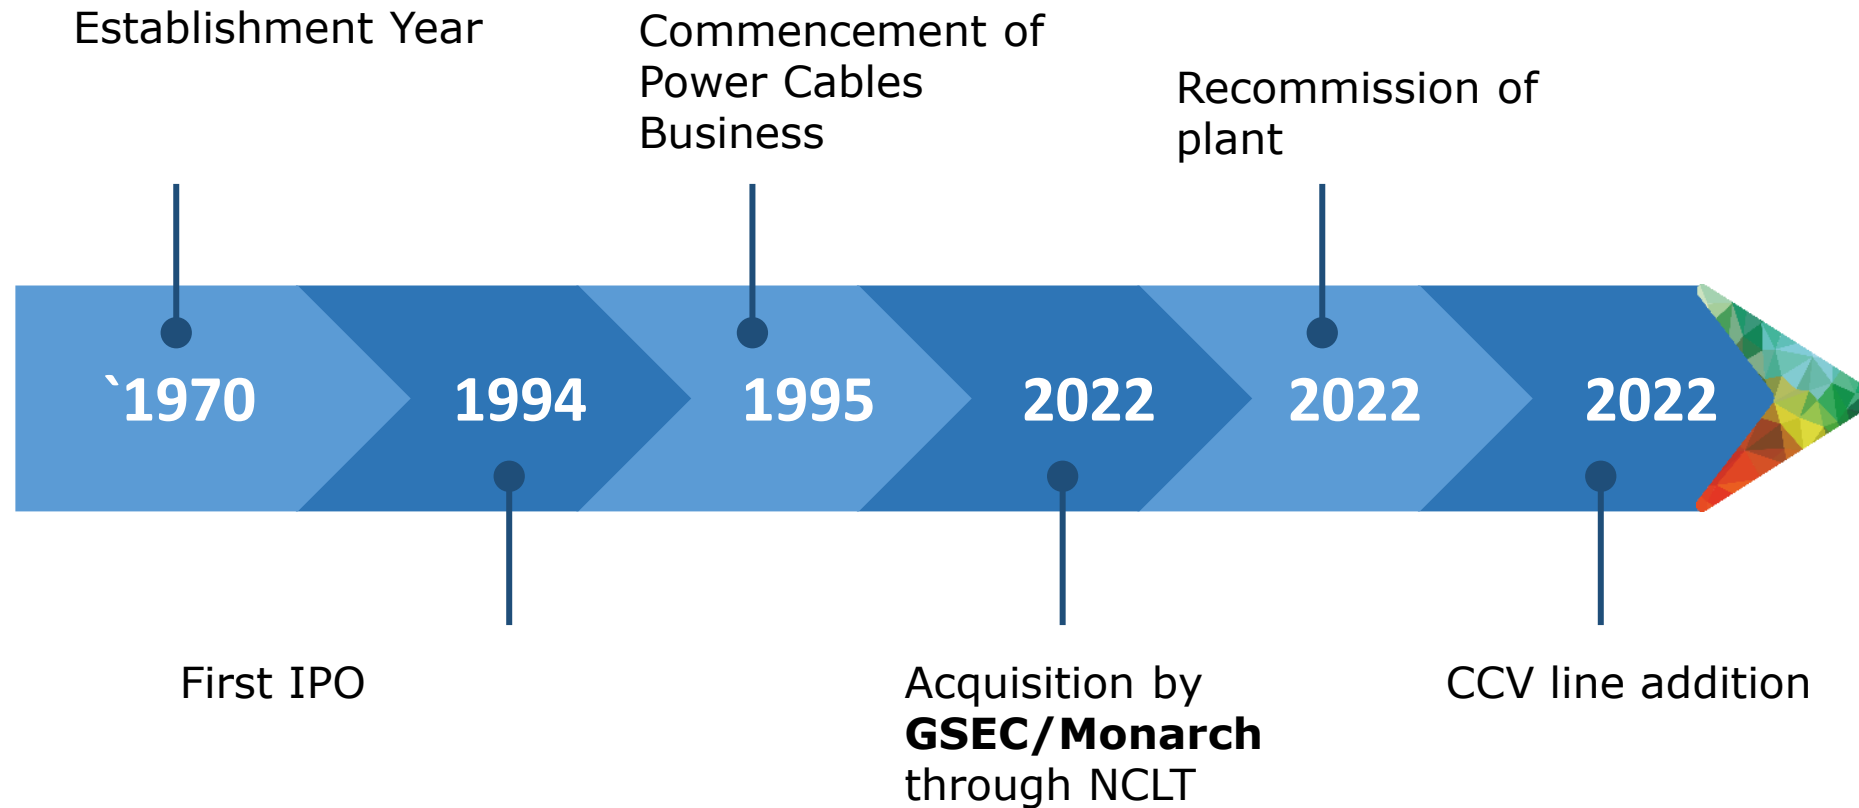 Establishment Year
Commencement of
Power Cables
Business
Recommission of
plant
`1970
1994
1995
2022
2022
2022
First IPO
Acquisition by
GSEC/Monarch
through NCLT
CCV line addition